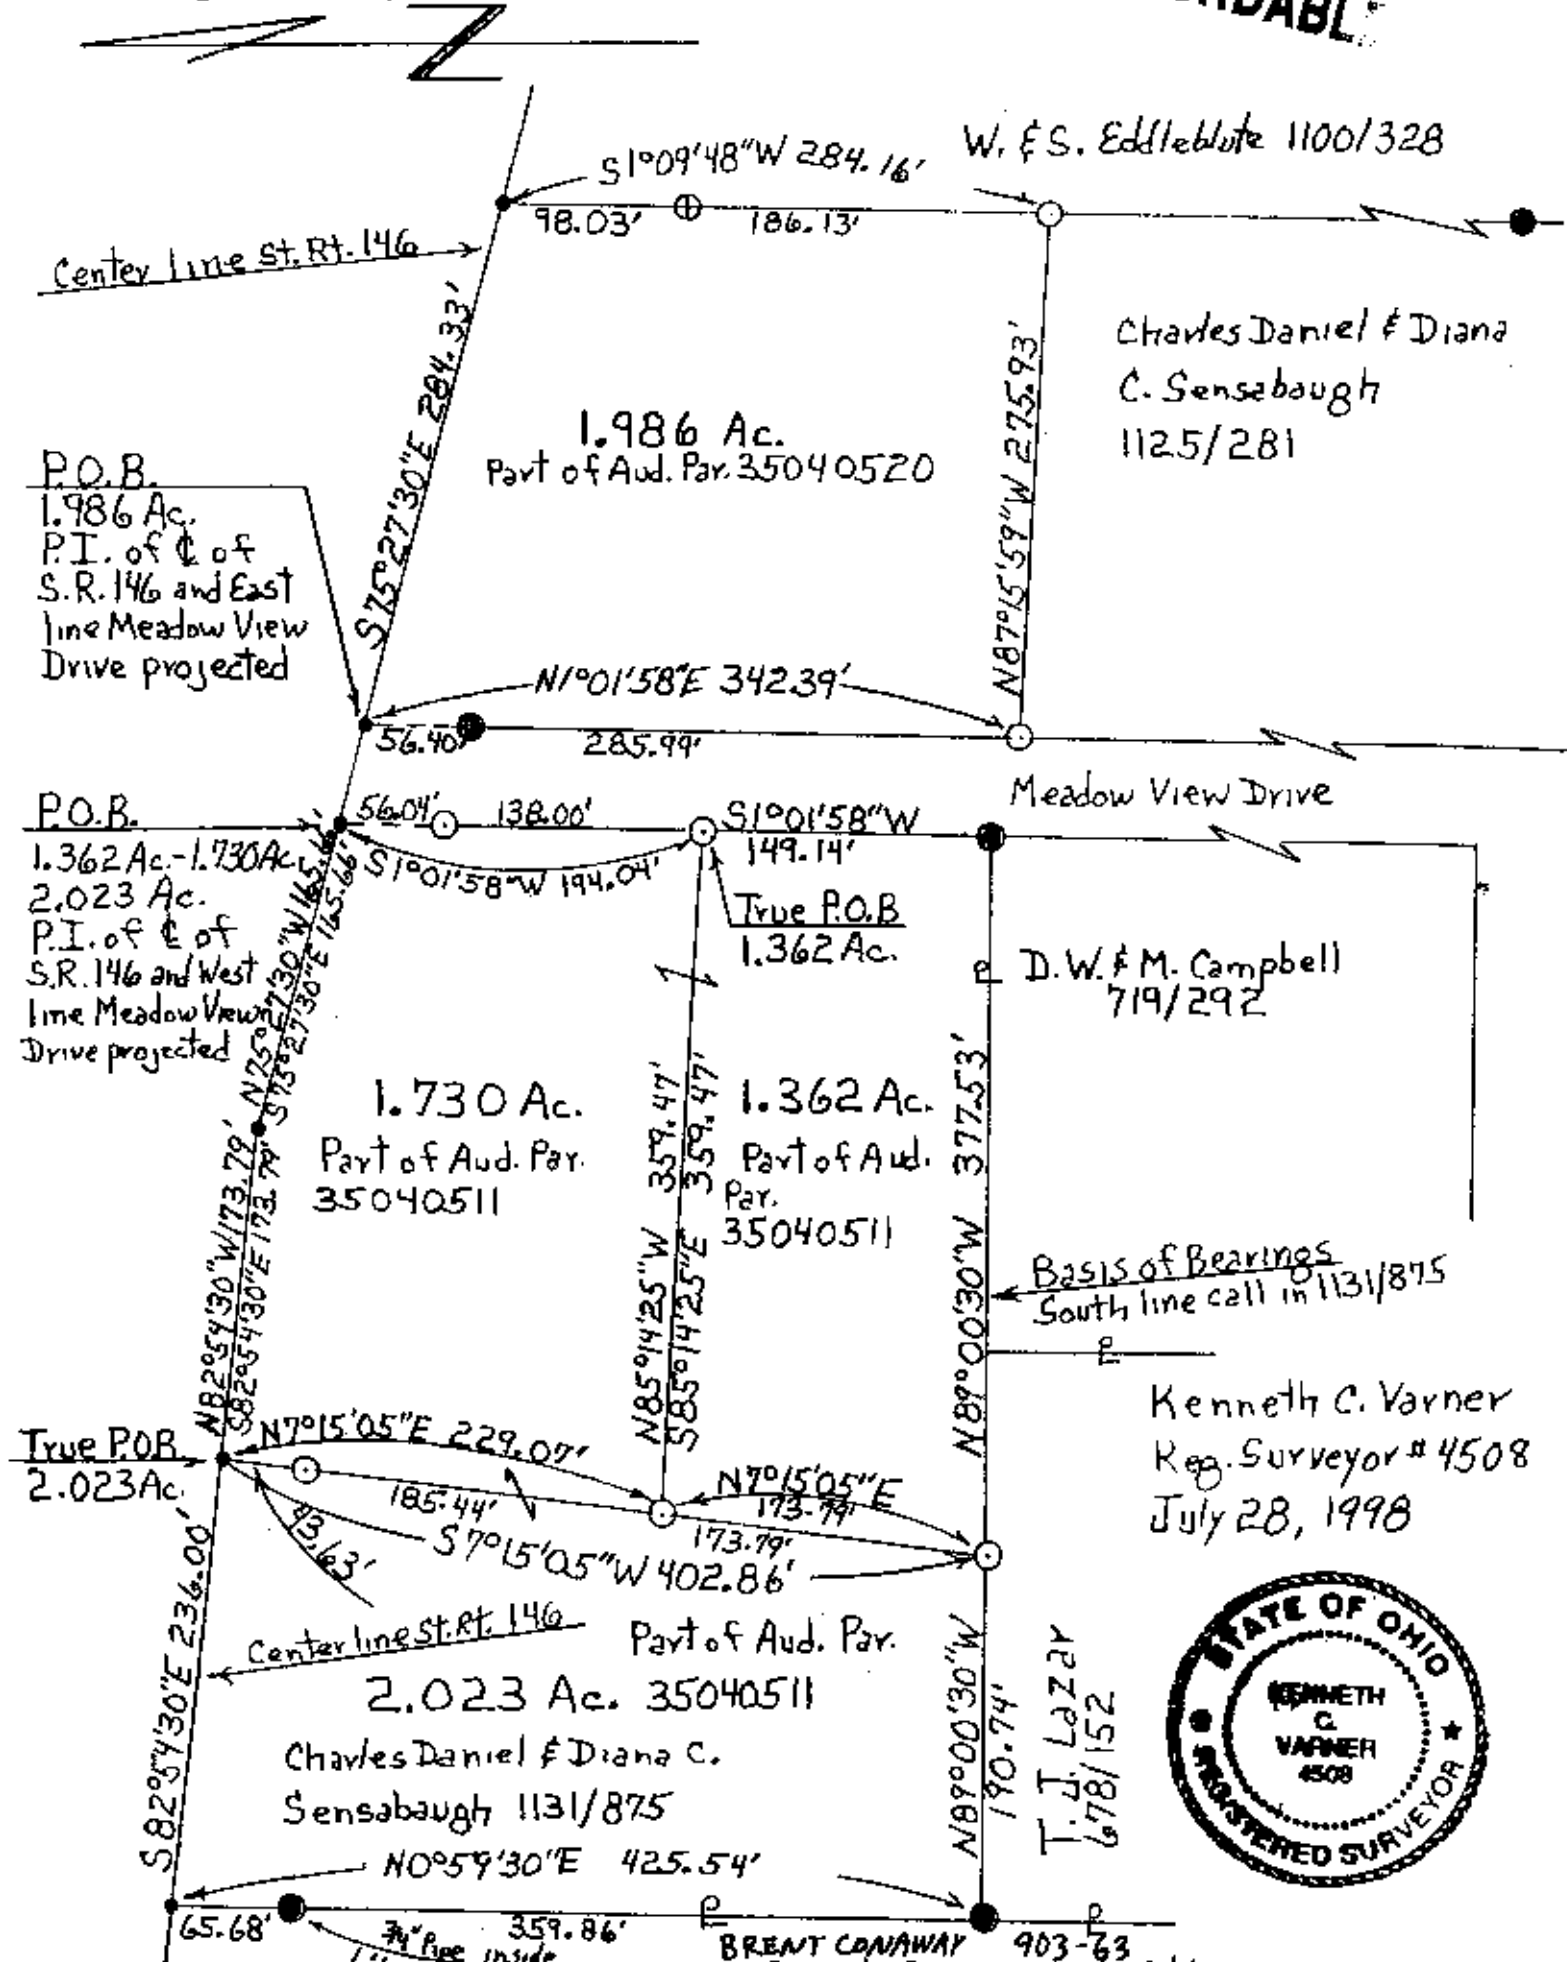 S1°09'48"W 284.16'
W. & S. Eddleblute 1100/328
98.03'
186.13'
Center line St. Rt. 146
S75°27'30"E 284.33'
1.986 Ac.
Part of Aud. Par. 35040520
N87°15'59"W 275.93'
Charles Daniel & Diana
C. Sensabaugh
1125/281
P.O.B.
1.986 Ac.
P.I. of ℄ of
S.R. 146 and East
line Meadow View
Drive projected
N1°01'58"E 342.39'
56.40'
285.99'
Meadow View Drive
P.O.B.
1.362 Ac.-1.730 Ac.
2.023 Ac.
P.I. of ℄ of
S.R. 146 and West
line Meadow View
Drive projected
56.04'
138.00'
S1°01'58"W
149.14'
S1°01'58"W 194.04'
True P.O.B
1.362 Ac.
D.W. & M. Campbell
719/292
S75°27'30"E 165.66'
1.730 Ac.
Part of Aud. Par.
35040511
N85°14'25"W 359.47'
S85°14'25"E 359.47'
1.362 Ac.
Part of Aud.
Par.
35040511
N89°00'30"W 377.53'
Basis of Bearings
South line call in 1131/875
N82°54'30"W 173.79'
S82°54'30"E 173.79'
Kenneth C. Varner
Reg. Surveyor # 4508
July 28, 1998
True P.O.B.
2.023 Ac.
N7°15'05"E 229.07'
185.44'
N7°15'05"E
173.79'
173.79'
43.63'
S7°15'05"W 402.86'
Center line St. Rt. 146
Part of Aud. Par.
2.023 Ac. 35040511
Charles Daniel & Diana C.
Sensabaugh 1131/875
S82°54'30"E 236.00'
N89°00'30"W
190.74'
T.J. Lazar
678/152
STATE OF OHIO
KENNETH
C.
VARNER
4508
REGISTERED SURVEYOR
N0°59'30"E 425.54'
65.68'
3/4" Pipe inside
359.86'
BRENT CONAWAY
903-63